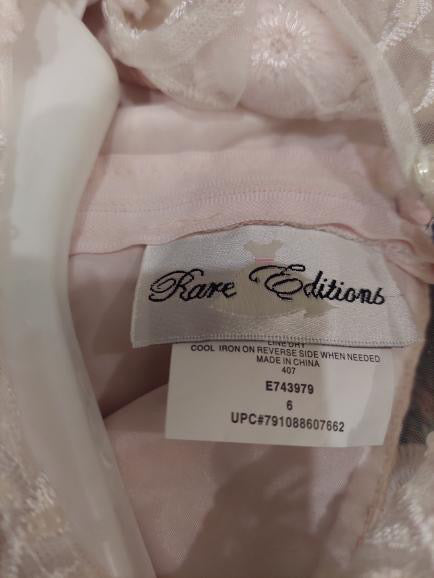 Rare Editions
LINE DRY
COOL IRON ON REVERSE SIDE WHEN NEEDED
MADE IN CHINA
407
E743979
6
UPC#791088607662